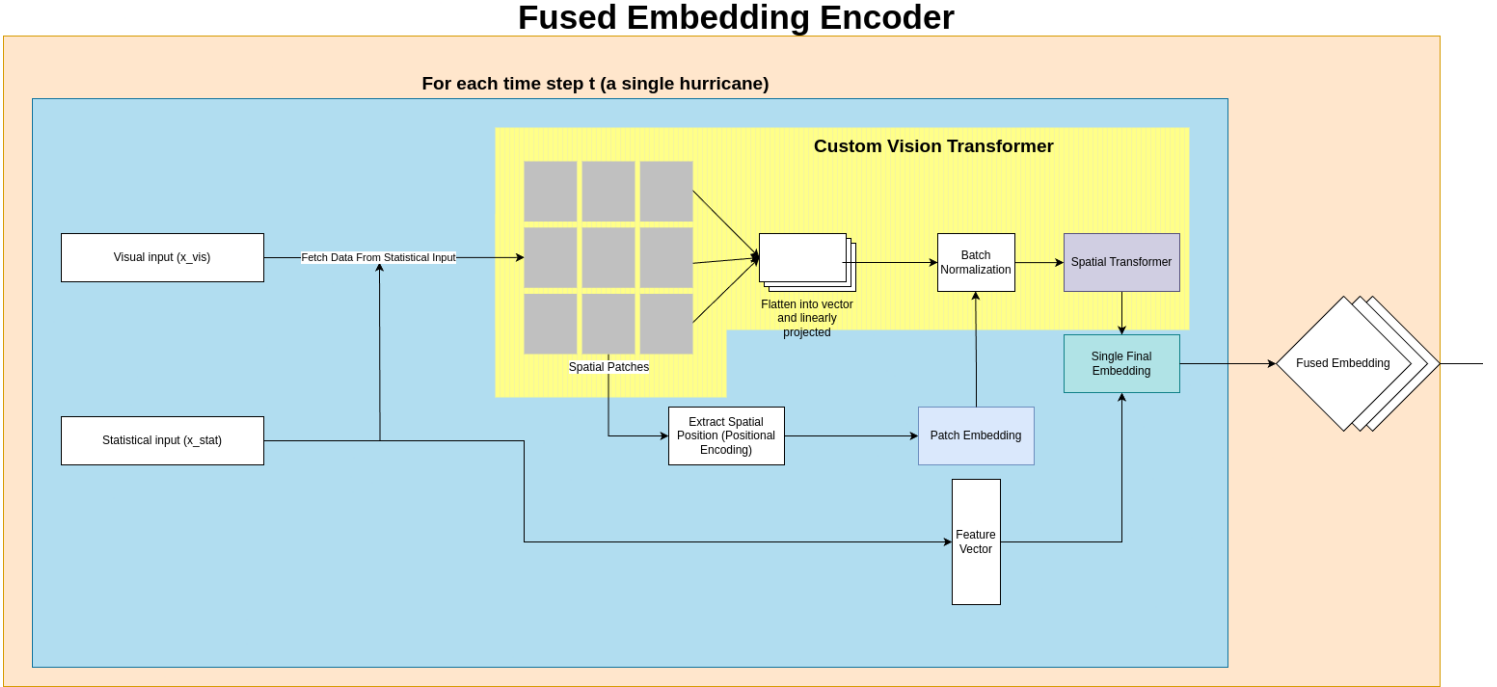 Fused Embedding Encoder
For each time step t (a single hurricane)
Custom Vision Transformer
Visual input (x_vis)
Fetch Data From Statistical Input
Batch
Normalization
Spatial Transformer
Flatten into vector
and linearly
projected
Spatial Patches
Single Final
Embedding
Fused Embedding
Statistical input (x_stat)
Extract Spatial
Position (Positional
Encoding)
Patch Embedding
Feature
Vector